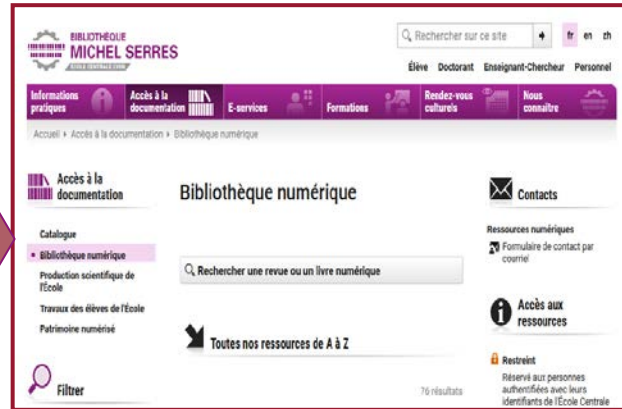 BIBLIOTHÈQUE
MICHEL SERRES
ÉCOLE CENTRALE LYON
Rechercher sur ce site
fr en zh
Élève Doctorant Enseignant-Chercheur Personnel
Informations pratiques
Accès à la documentation
E-services
Formations
Rendez-vous culturels
Nous connaître
Accueil › Accès à la documentation › Bibliothèque numérique
Accès à la
documentation
Catalogue
Bibliothèque numérique
Production scientifique de
l'École
Travaux des élèves de l'École
Patrimoine numérisé
Filtrer
Bibliothèque numérique
Rechercher une revue ou un livre numérique
Toutes nos ressources de A à Z
76 résultats
Contacts
Ressources numériques
Formulaire de contact par
courriel
Accès aux
ressources
Restreint
Réservé aux personnes
authentifiées avec leurs
identifiants de l'École Centrale